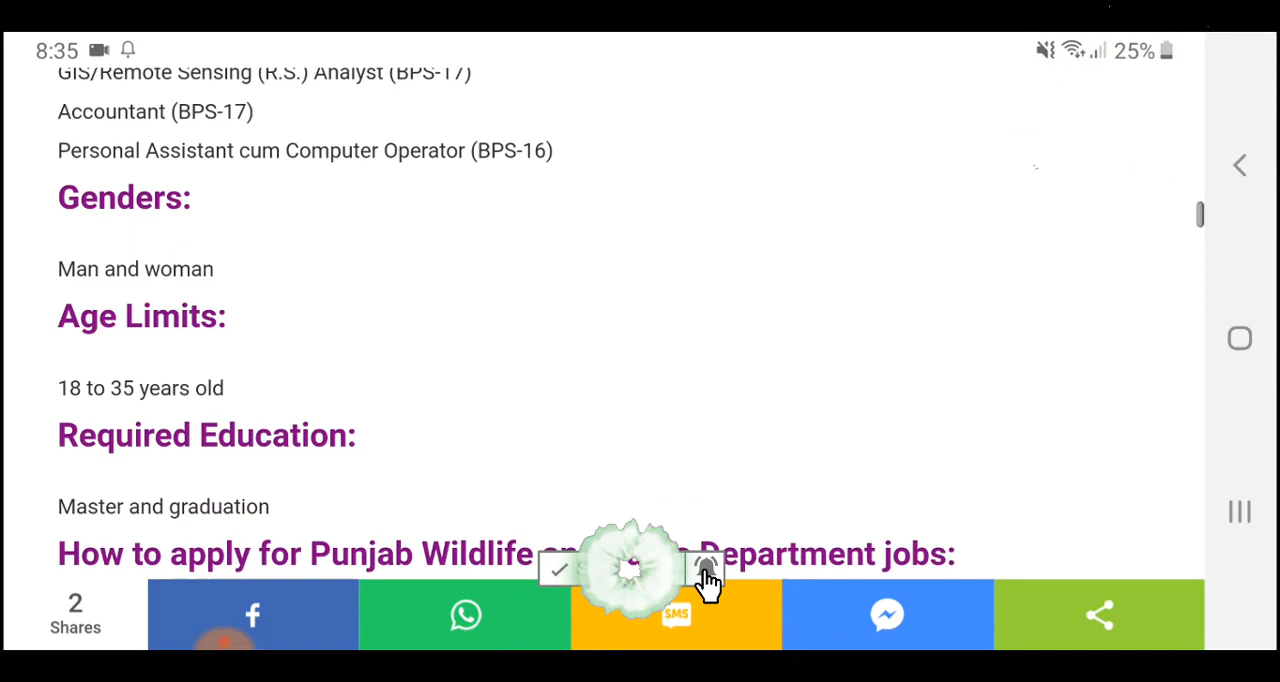 8:35 25%
GIS/Remote Sensing (R.S.) Analyst (BPS-17)
Accountant (BPS-17)
Personal Assistant cum Computer Operator (BPS-16)
Genders:
Man and woman
Age Limits:
18 to 35 years old
Required Education:
Master and graduation
How to apply for Punjab Wildlife Department jobs:
2
Shares
SMS